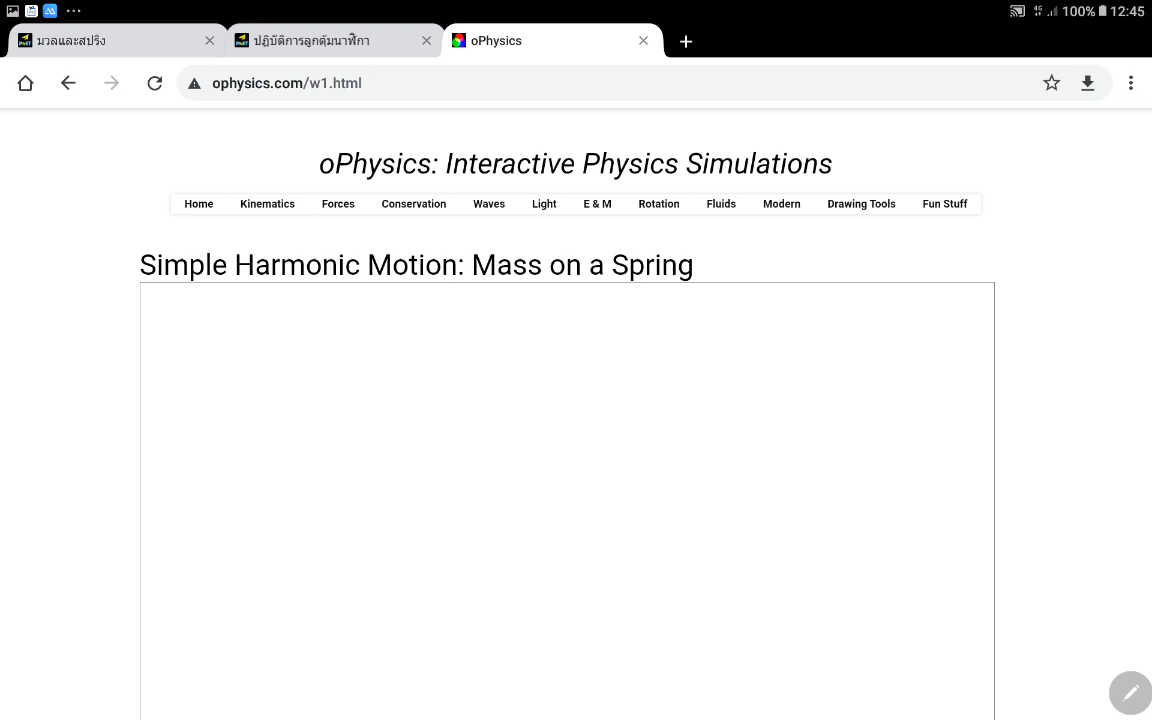 4G 100% 12:45
มวลและสปริง
ปฏิบัติการลูกตุ้มนาฬิกา
oPhysics
ophysics.com/w1.html
oPhysics: Interactive Physics Simulations
Home Kinematics Forces Conservation Waves Light E & M Rotation Fluids Modern Drawing Tools Fun Stuff
Simple Harmonic Motion: Mass on a Spring